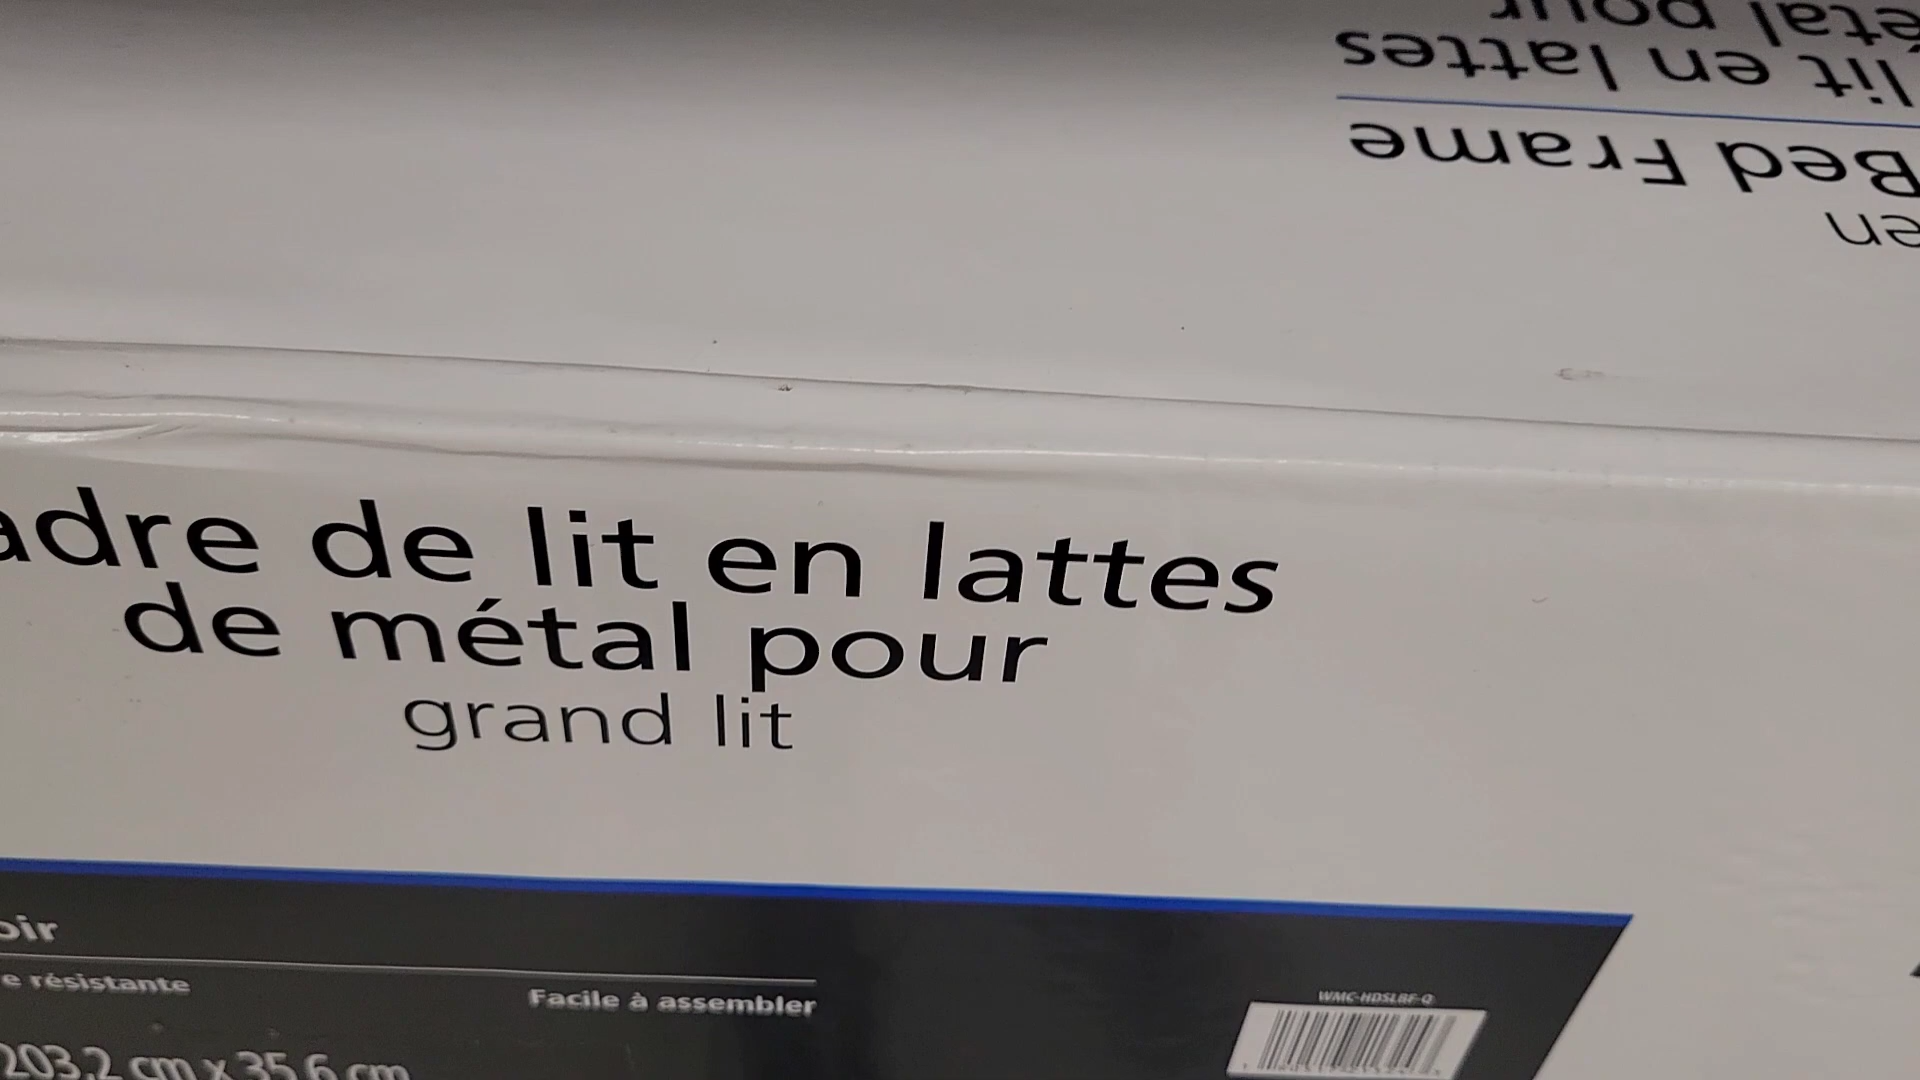 pour
métal
lit en lattes
Bed Frame
en
adre de lit en lattes
de métal pour
grand lit
oir
e résistante
Facile à assembler
WMC-HDSLBF-Q
203,2 cm x 35,6 cm